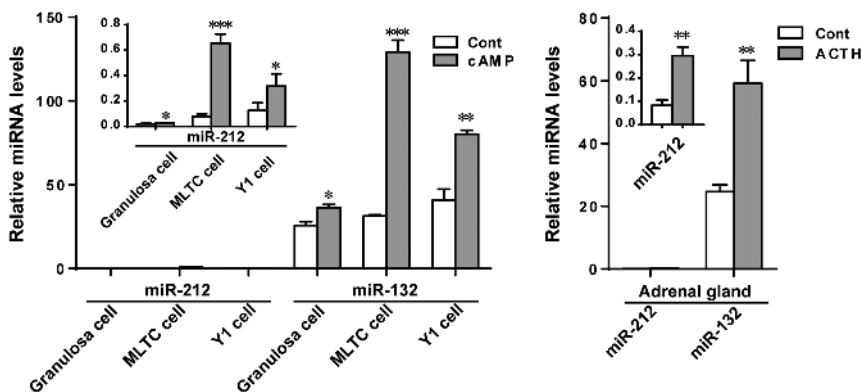 Relative miRNA levels
150
100
50
0
0.8
0.6
0.4
0.2
0.0
*
***
*
miR-212
Granulosa cell
MLTC cell
Y1 cell
Cont
cAMP
*
***
**
miR-212
miR-132
Granulosa cell
MLTC cell
Y1 cell
Granulosa cell
MLTC cell
Y1 cell
Relative miRNA levels
80
60
40
20
0
0.4
0.3
0.2
0.1
0.0
**
miR-212
**
Cont
ACTH
Adrenal gland
miR-212
miR-132